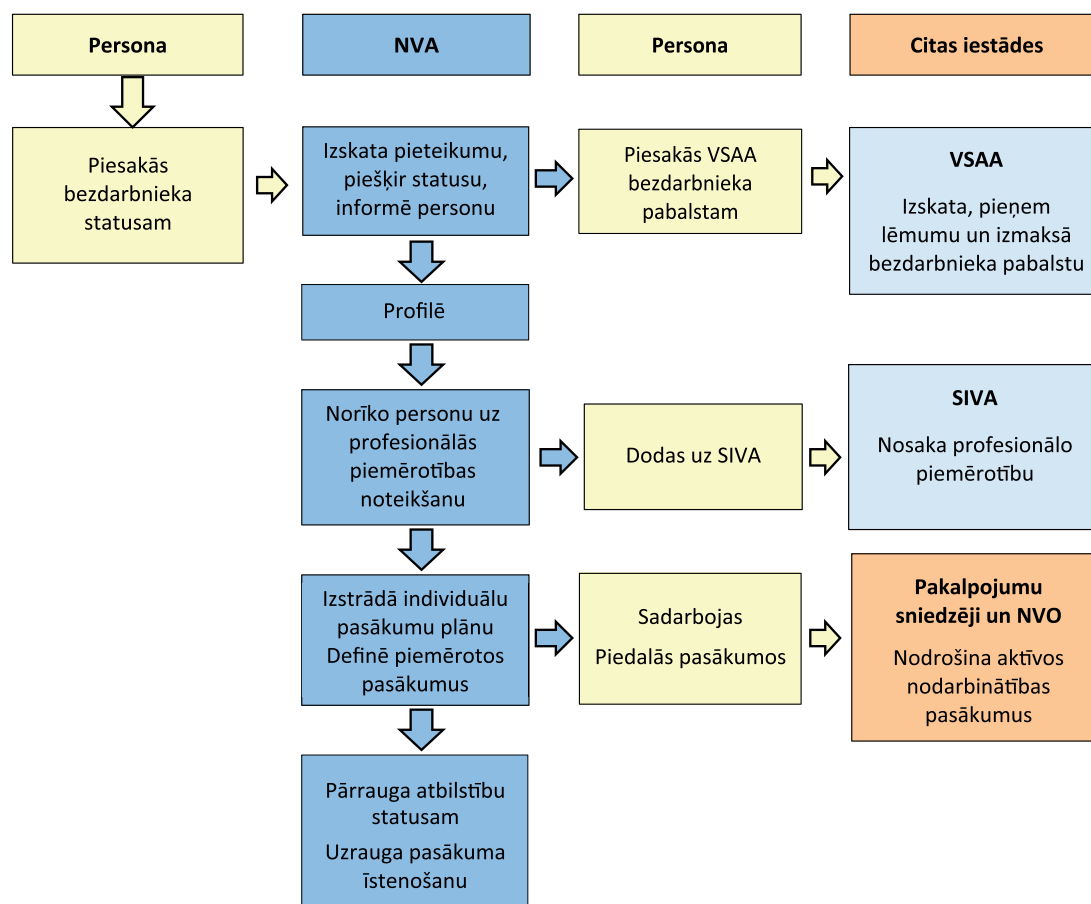 Persona
NVA
Persona
Citas iestādes
Piesakās
bezdarbnieka
statusam
Izskata pieteikumu,
piešķir statusu,
informē personu
Piesakās VSAA
bezdarbnieka
pabalstam
VSAA
Izskata, pieņem
lēmumu un izmaksā
bezdarbnieka pabalstu
Profilē
Norīko personu uz
profesionālās
piemērotības
noteikšanu
Dodas uz SIVA
SIVA
Nosaka profesionālo
piemērotību
Izstrādā individuālu
pasākumu plānu
Definē piemērotos
pasākumus
Sadarbojas
Piedalās pasākumos
Pakalpojumu
sniedzēji un NVO
Nodrošina aktīvos
nodarbinātības
pasākumus
Pārrauga atbilstību
statusam
Uzrauga pasākuma
īstenošanu